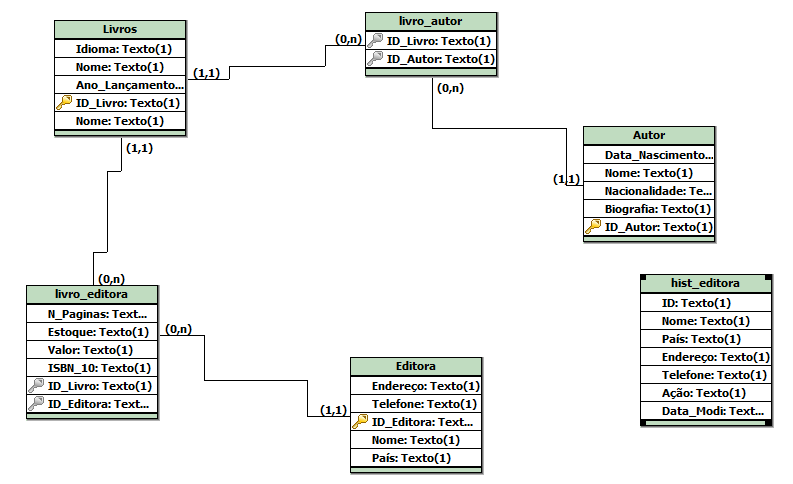 Livros
Idioma: Texto(1)
Nome: Texto(1)
Ano_Lançamento...
ID_Livro: Texto(1)
Nome: Texto(1)
(1,1)
(1,1)
(0,n)
livro_autor
ID_Livro: Texto(1)
ID_Autor: Texto(1)
(0,n)
(1,1)
Autor
Data_Nascimento...
Nome: Texto(1)
Nacionalidade: Te...
Biografia: Texto(1)
ID_Autor: Texto(1)
(0,n)
livro_editora
N_Paginas: Text...
Estoque: Texto(1)
Valor: Texto(1)
ISBN_10: Texto(1)
ID_Livro: Texto(1)
ID_Editora: Text...
(0,n)
(1,1)
Editora
Endereço: Texto(1)
Telefone: Texto(1)
ID_Editora: Text...
Nome: Texto(1)
País: Texto(1)
hist_editora
ID: Texto(1)
Nome: Texto(1)
País: Texto(1)
Endereço: Texto(1)
Telefone: Texto(1)
Ação: Texto(1)
Data_Modi: Text...